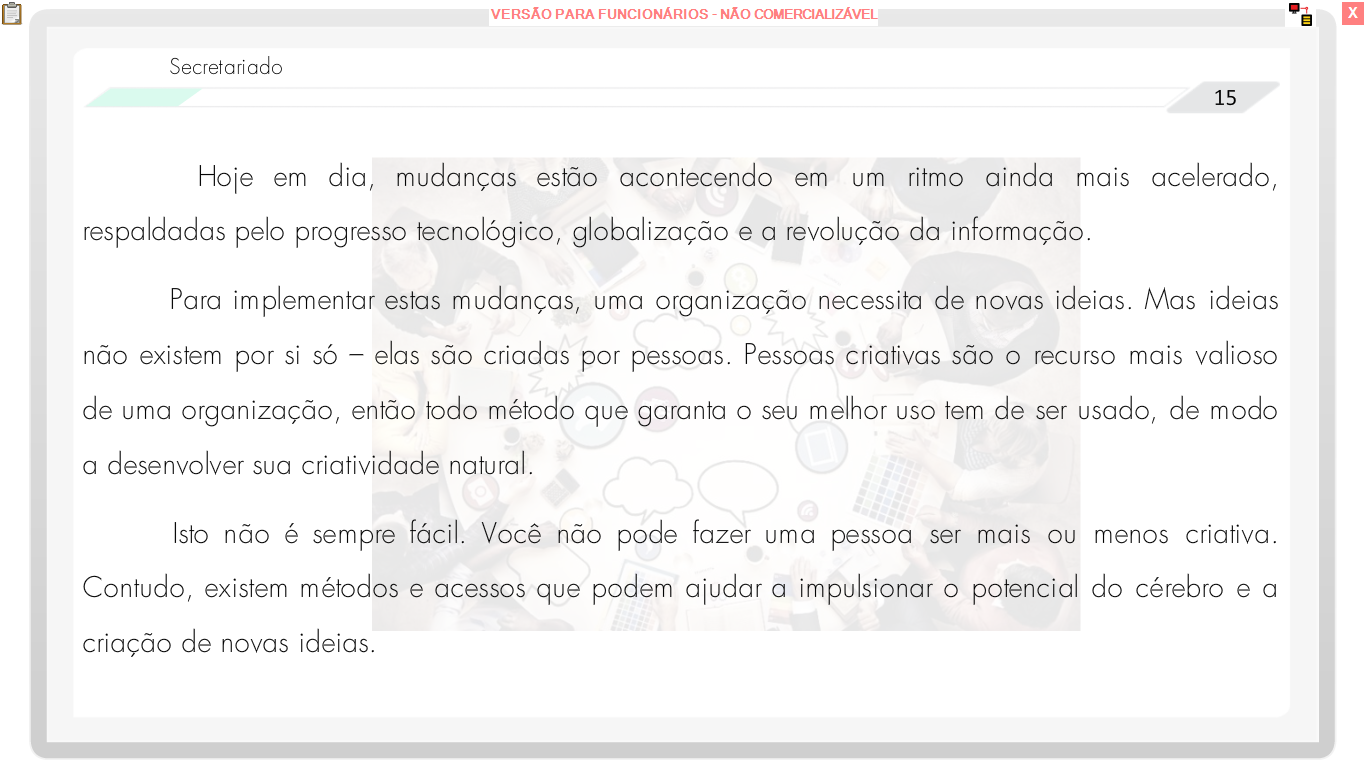 VERSÃO PARA FUNCIONÁRIOS - NÃO COMERCIALIZÁVEL
X
Secretariado
15
Hoje em dia, mudanças estão acontecendo em um ritmo ainda mais acelerado,
respaldadas pelo progresso tecnológico, globalização e a revolução da informação.
Para implementar estas mudanças, uma organização necessita de novas ideias. Mas ideias
não existem por si só – elas são criadas por pessoas. Pessoas criativas são o recurso mais valioso
de uma organização, então todo método que garanta o seu melhor uso tem de ser usado, de modo
a desenvolver sua criatividade natural.
Isto não é sempre fácil. Você não pode fazer uma pessoa ser mais ou menos criativa.
Contudo, existem métodos e acessos que podem ajudar a impulsionar o potencial do cérebro e a
criação de novas ideias.